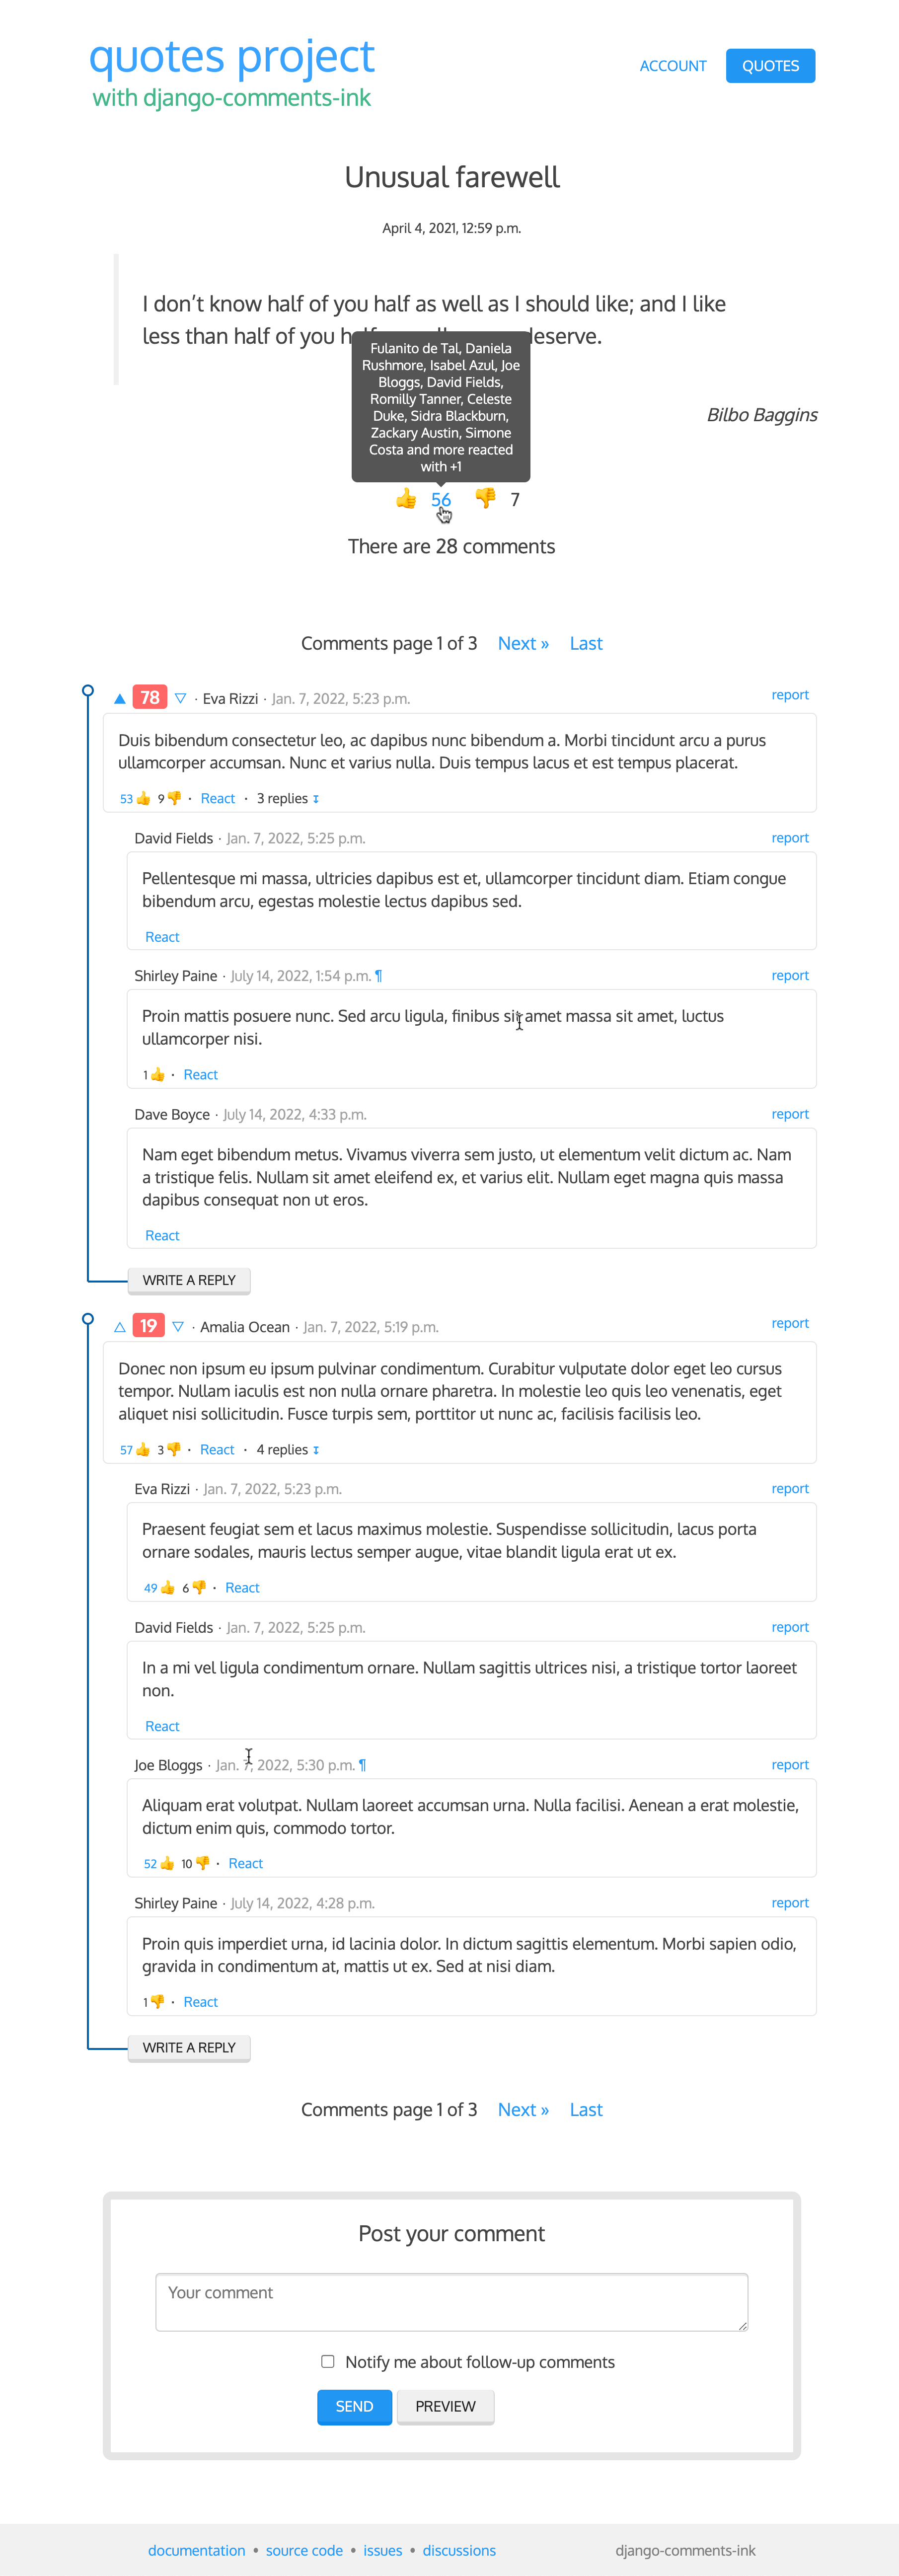 quotes project
with django-comments-ink
ACCOUNT
QUOTES
Unusual farewell
April 4, 2021, 12:59 p.m.
I don’t know half of you half as well as I should like; and I like
less than half of you deserve.
Fulanito de Tal, Daniela
Rushmore, Isabel Azul, Joe
Bloggs, David Fields,
Romilly Tanner, Celeste
Duke, Sidra Blackburn,
Zackary Austin, Simone
Costa and more reacted
with +1
Bilbo Baggins
👍 56 👎 7
There are 28 comments
Comments page 1 of 3 Next » Last
▲ 78 ▽ · Eva Rizzi · Jan. 7, 2022, 5:23 p.m. report
Duis bibendum consectetur leo, ac dapibus nunc bibendum a. Morbi tincidunt arcu a purus
ullamcorper accumsan. Nunc et varius nulla. Duis tempus lacus et est tempus placerat.
53 👍 9 👎 · React · 3 replies ↧
David Fields · Jan. 7, 2022, 5:25 p.m. report
Pellentesque mi massa, ultricies dapibus est et, ullamcorper tincidunt diam. Etiam congue
bibendum arcu, egestas molestie lectus dapibus sed.
React
Shirley Paine · July 14, 2022, 1:54 p.m. ¶ report
Proin mattis posuere nunc. Sed arcu ligula, finibus sit amet massa sit amet, luctus
ullamcorper nisi.
1 👍 · React
Dave Boyce · July 14, 2022, 4:33 p.m. report
Nam eget bibendum metus. Vivamus viverra sem justo, ut elementum velit dictum ac. Nam
a tristique felis. Nullam sit amet eleifend ex, et varius elit. Nullam eget magna quis massa
dapibus consequat non ut eros.
React
WRITE A REPLY
△ 19 ▽ · Amalia Ocean · Jan. 7, 2022, 5:19 p.m. report
Donec non ipsum eu ipsum pulvinar condimentum. Curabitur vulputate dolor eget leo cursus
tempor. Nullam iaculis est non nulla ornare pharetra. In molestie leo quis leo venenatis, eget
aliquet nisi sollicitudin. Fusce turpis sem, porttitor ut nunc ac, facilisis facilisis leo.
57 👍 3 👎 · React · 4 replies ↧
Eva Rizzi · Jan. 7, 2022, 5:23 p.m. report
Praesent feugiat sem et lacus maximus molestie. Suspendisse sollicitudin, lacus porta
ornare sodales, mauris lectus semper augue, vitae blandit ligula erat ut ex.
49 👍 6 👎 · React
David Fields · Jan. 7, 2022, 5:25 p.m. report
In a mi vel ligula condimentum ornare. Nullam sagittis ultrices nisi, a tristique tortor laoreet
non.
React
Joe Bloggs · Jan. 7, 2022, 5:30 p.m. ¶ report
Aliquam erat volutpat. Nullam laoreet accumsan urna. Nulla facilisi. Aenean a erat molestie,
dictum enim quis, commodo tortor.
52 👍 10 👎 · React
Shirley Paine · July 14, 2022, 4:28 p.m. report
Proin quis imperdiet urna, id lacinia dolor. In dictum sagittis elementum. Morbi sapien odio,
gravida in condimentum at, mattis ut ex. Sed at nisi diam.
1 👎 · React
WRITE A REPLY
Comments page 1 of 3 Next » Last
Post your comment
Your comment
Notify me about follow-up comments
SEND
PREVIEW
documentation • source code • issues • discussions
django-comments-ink